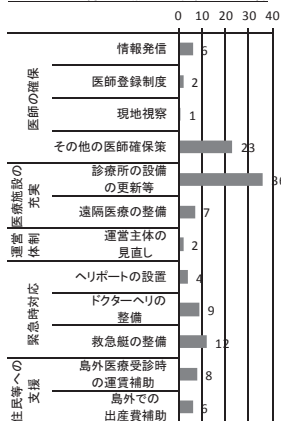 0 10 20 30 40
医師の確保
情報発信 6
医師登録制度 2
現地視察 1
その他の医師確保策 23
医療施設の
充実
診療所の設備
の更新等 36
遠隔医療の整備 7
運営
体制
運営主体の
見直し 2
緊急時対応
ヘリポートの設置 4
ドクターヘリの
整備 9
救急艇の整備 12
住民等への
支援
島外医療受診時
の運賃補助 8
島外での
出産費補助 6